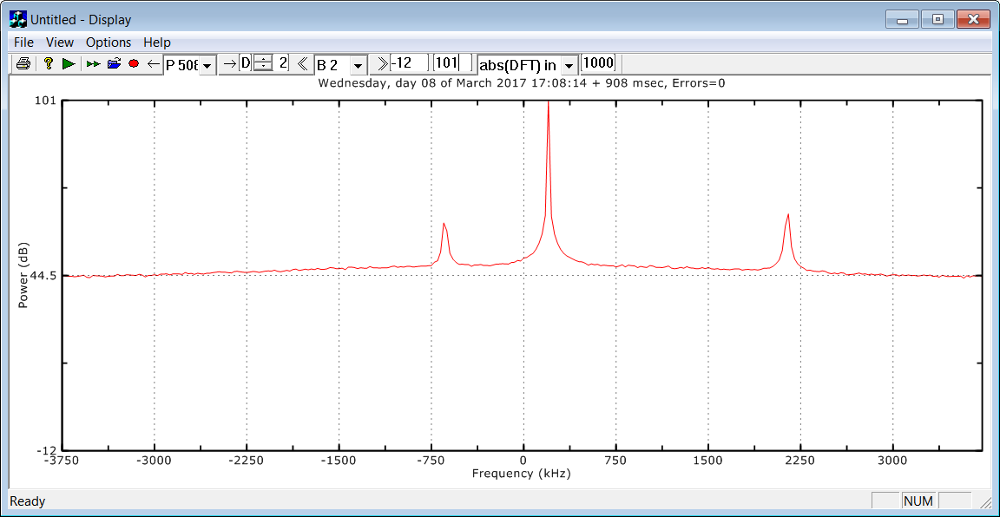 Untitled - Display
File View Options Help
P 508 D 2 B 2 -12 101 abs(DFT) in 1000
Wednesday, day 08 of March 2017 17:08:14 + 908 msec, Errors=0
101
44.5
-12
Power (dB)
-3750 -3000 -2250 -1500 -750 0 750 1500 2250 3000
Frequency (kHz)
Ready NUM